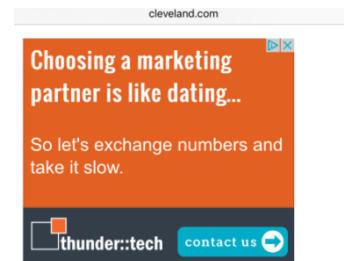 cleveland.com
Choosing a marketing
partner is like dating...
So let's exchange numbers and
take it slow.
thunder::tech
contact us